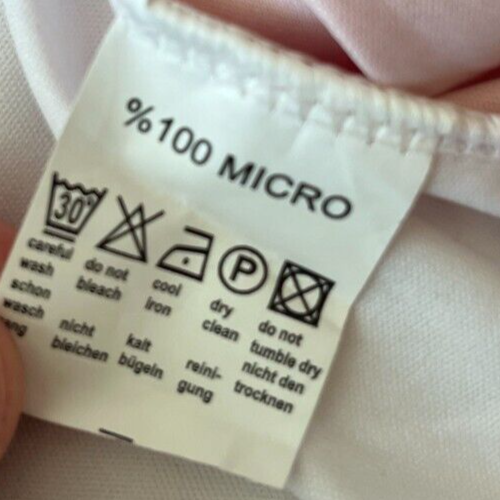 %100 MICRO
30° P
careful do not cool dry do not
wash bleach iron clean tumble dry
schon nicht kalt reini- nicht den
wasch bleichen bügeln gung trocknen